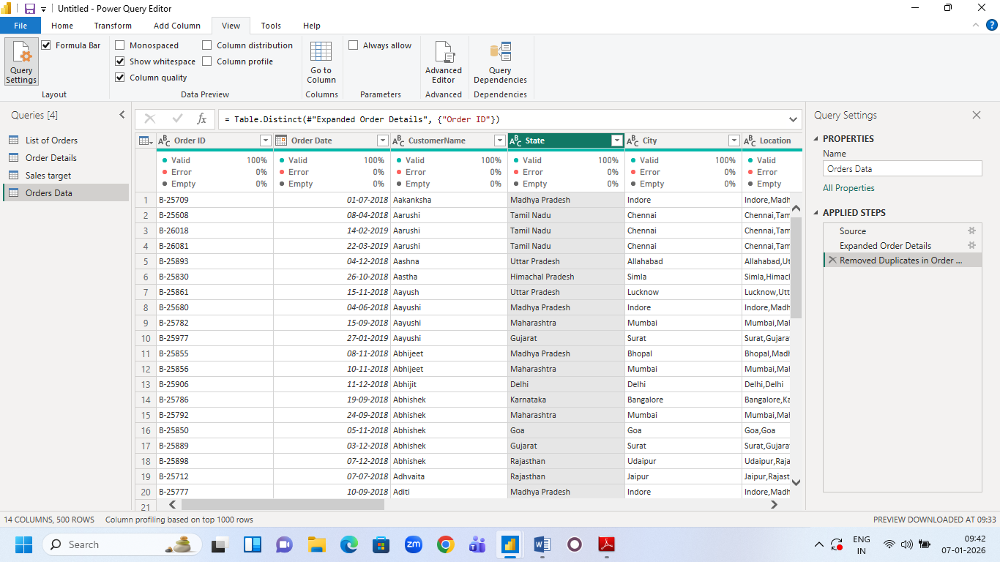 Untitled - Power Query Editor
File Home Transform Add Column View Tools Help
Query Settings
Formula Bar
Layout
Monospaced
Show whitespace
Column quality
Column distribution
Column profile
Data Preview
Go to Column
Columns
Always allow
Parameters
Advanced Editor
Advanced
Query Dependencies
Dependencies
Queries [4]
List of Orders
Order Details
Sales target
Orders Data
fx = Table.Distinct(#"Expanded Order Details", {"Order ID"})
ABC Order ID Order Date ABC CustomerName ABC State ABC City ABC Location
Valid 100% Valid 100% Valid 100% Valid 100% Valid 100% Valid
Error 0% Error 0% Error 0% Error 0% Error 0% Error
Empty 0% Empty 0% Empty 0% Empty 0% Empty 0% Empty
1 B-25709 01-07-2018 Aakanksha Madhya Pradesh Indore Indore,Madh
2 B-25608 08-04-2018 Aarushi Tamil Nadu Chennai Chennai,Tam
3 B-26018 14-02-2019 Aarushi Tamil Nadu Chennai Chennai,Tam
4 B-26081 22-03-2019 Aarushi Tamil Nadu Chennai Chennai,Tam
5 B-25893 04-12-2018 Aashna Uttar Pradesh Allahabad Allahabad,Ut
6 B-25830 26-10-2018 Aastha Himachal Pradesh Simla Simla,Himacl
7 B-25861 15-11-2018 Aayush Uttar Pradesh Lucknow Lucknow,Utt
8 B-25680 04-06-2018 Aayushi Madhya Pradesh Indore Indore,Madh
9 B-25782 15-09-2018 Aayushi Maharashtra Mumbai Mumbai,Mal
10 B-25977 27-01-2019 Aayushi Gujarat Surat Surat,Gujara
11 B-25855 08-11-2018 Abhijeet Madhya Pradesh Bhopal Bhopal,Madh
12 B-25856 10-11-2018 Abhijeet Maharashtra Mumbai Mumbai,Mal
13 B-25906 11-12-2018 Abhijit Delhi Delhi Delhi,Delhi
14 B-25786 19-09-2018 Abhishek Karnataka Bangalore Bangalore,Ka
15 B-25792 24-09-2018 Abhishek Maharashtra Mumbai Mumbai,Mal
16 B-25850 05-11-2018 Abhishek Goa Goa Goa,Goa
17 B-25889 03-12-2018 Abhishek Gujarat Surat Surat,Gujara
18 B-25898 07-12-2018 Abhishek Rajasthan Udaipur Udaipur,Raja
19 B-25712 07-07-2018 Adhvaita Rajasthan Jaipur Jaipur,Rajast
20 B-25777 10-09-2018 Aditi Madhya Pradesh Indore Indore,Madh
21
Query Settings
PROPERTIES
Name
Orders Data
All Properties
APPLIED STEPS
Source
Expanded Order Details
Removed Duplicates in Order ...
14 COLUMNS, 500 ROWS Column profiling based on top 1000 rows PREVIEW DOWNLOADED AT 09:33
Search
zm
ENG
IN
09:42
07-01-2026